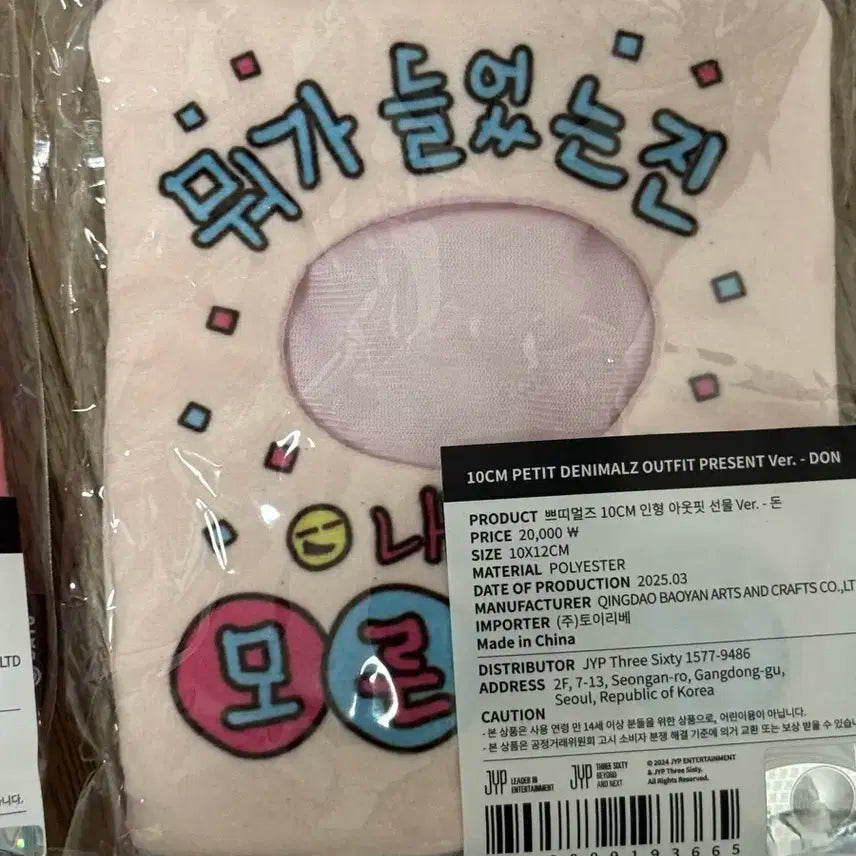 뭐가 들었는진
나
모르
10CM PETIT DENIMALZ OUTFIT PRESENT Ver. - DON
PRODUCT 쁘띠멀즈 10CM 인형 아웃핏 선물 Ver. - 돈
PRICE 20,000 ₩
SIZE 10X12CM
MATERIAL POLYESTER
DATE OF PRODUCTION 2025.03
MANUFACTURER QINGDAO BAOYAN ARTS AND CRAFTS CO.,LT
IMPORTER (주)토이리베
Made in China
DISTRIBUTOR JYP Three Sixty 1577-9486
ADDRESS 2F, 7-13, Seongan-ro, Gangdong-gu,
Seoul, Republic of Korea
CAUTION
- 본 상품은 사용 연령 만 14세 이상 분들을 위한 상품으로, 어린이용이 아닙니다.
- 본 상품은 공정거래위원회 고시 소비자 분쟁 해결 기준에 의거 교환 또는 보상 받을 수 있습
JYP LEADER IN ENTERTAINMENT
JYP THREE SIXTY BEYOND AND NEXT
© 2024 JYP ENTERTAINMENT
& JYP Three Sixty.
All Rights Reserved.
193665
LTD
니다.